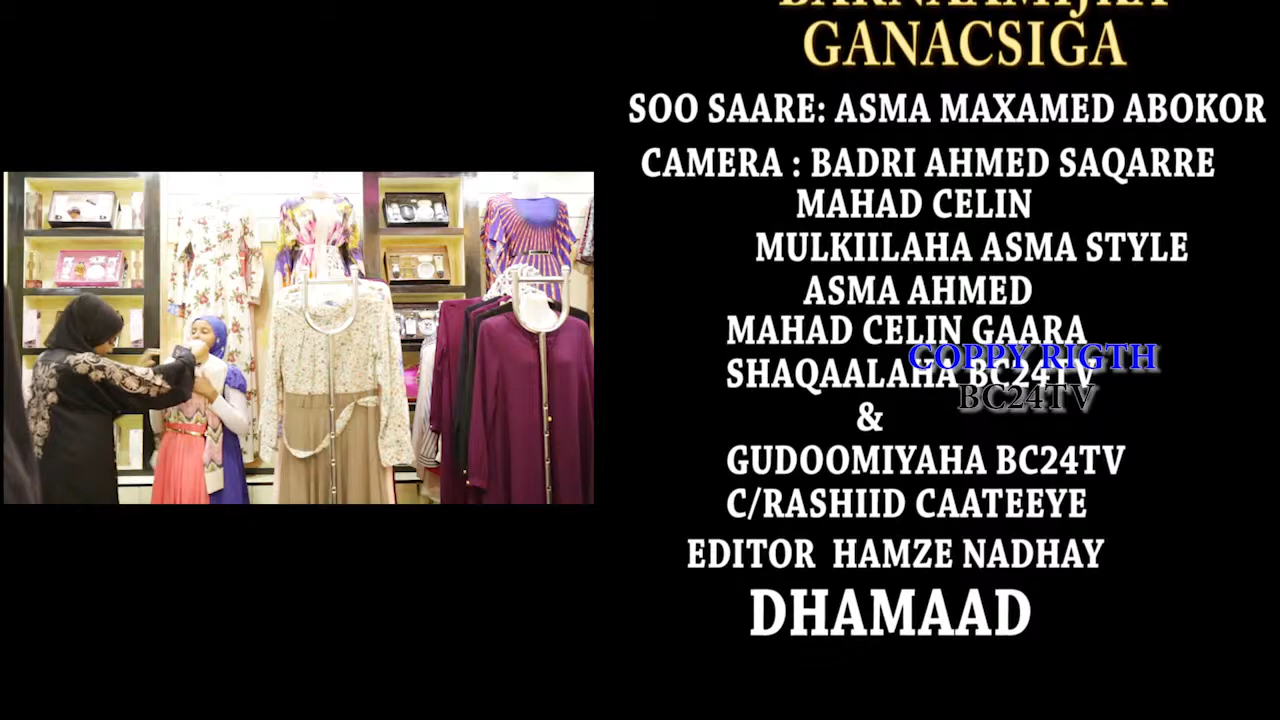 BARNAAMIJKA
GANACSIGA
SOO SAARE: ASMA MAXAMED ABOKOR
CAMERA : BADRI AHMED SAQARRE
MAHAD CELIN
MULKIILAHA ASMA STYLE
ASMA AHMED
MAHAD CELIN GAARA
COPPY RIGTH
SHAQAALAHA BC24TV
BC24TV
&
GUDOOMIYAHA BC24TV
C/RASHIID CAATEEYE
EDITOR HAMZE NADHAY
DHAMAAD